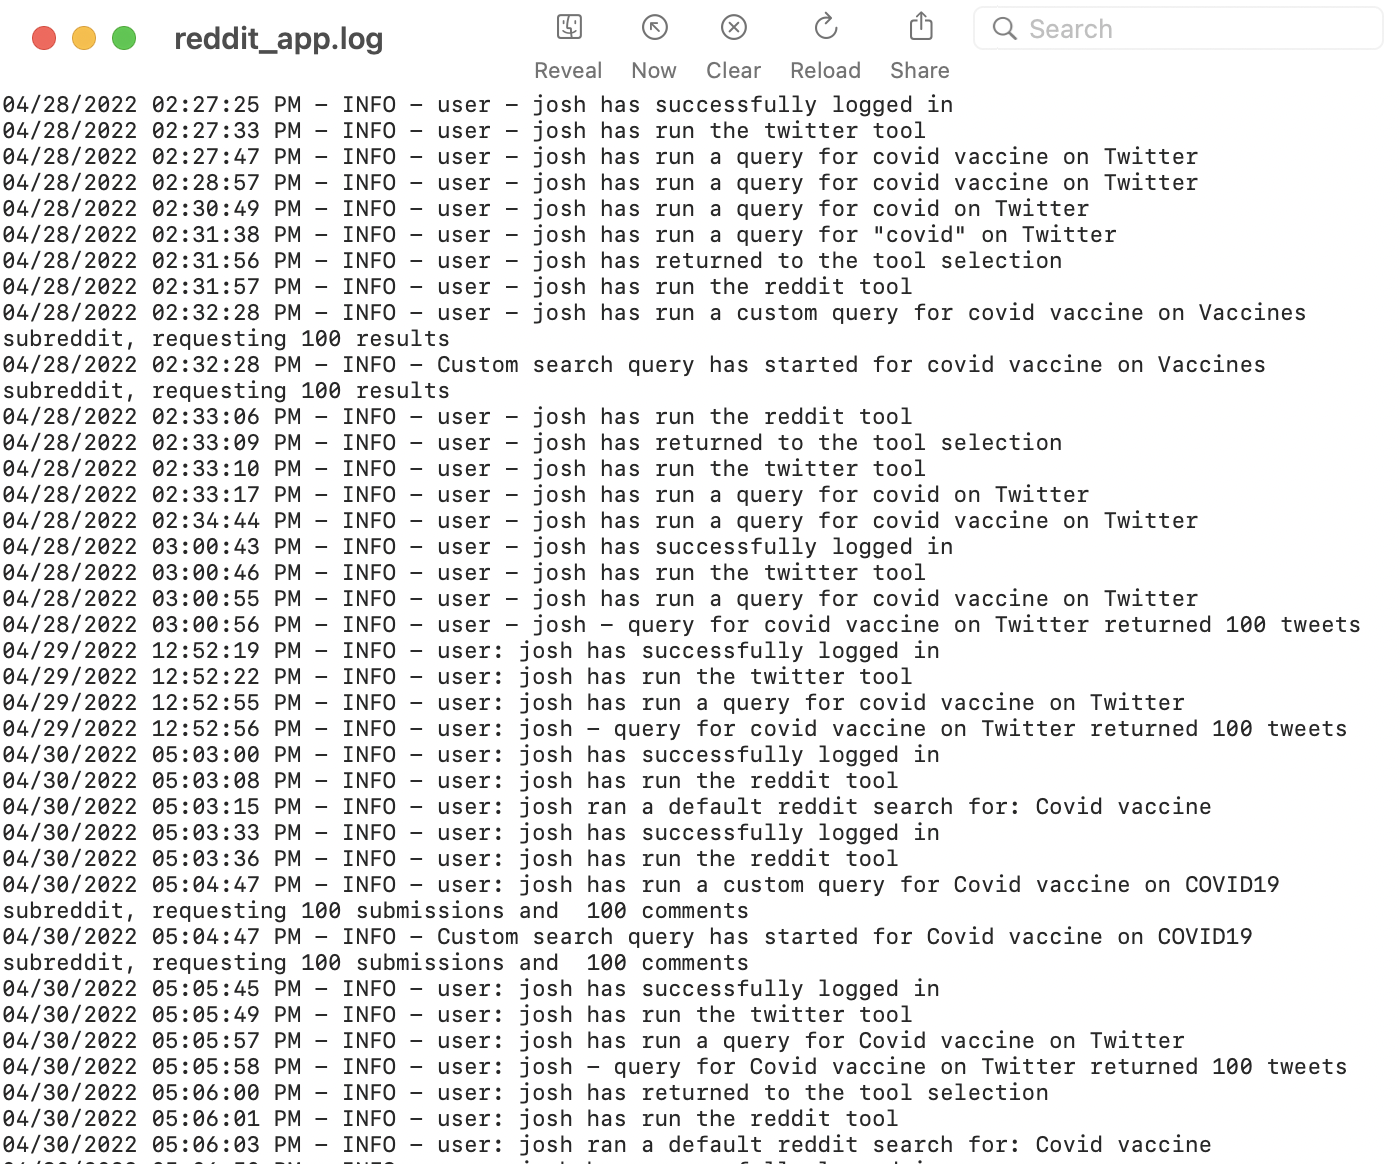 reddit_app.log
Reveal
Now
Clear
Reload
Share
Search
04/28/2022 02:27:25 PM – INFO – user – josh has successfully logged in
04/28/2022 02:27:33 PM – INFO – user – josh has run the twitter tool
04/28/2022 02:27:47 PM – INFO – user – josh has run a query for covid vaccine on Twitter
04/28/2022 02:28:57 PM – INFO – user – josh has run a query for covid vaccine on Twitter
04/28/2022 02:30:49 PM – INFO – user – josh has run a query for covid on Twitter
04/28/2022 02:31:38 PM – INFO – user – josh has run a query for "covid" on Twitter
04/28/2022 02:31:56 PM – INFO – user – josh has returned to the tool selection
04/28/2022 02:31:57 PM – INFO – user – josh has run the reddit tool
04/28/2022 02:32:28 PM – INFO – user – josh has run a custom query for covid vaccine on Vaccines
subreddit, requesting 100 results
04/28/2022 02:32:28 PM – INFO – Custom search query has started for covid vaccine on Vaccines
subreddit, requesting 100 results
04/28/2022 02:33:06 PM – INFO – user – josh has run the reddit tool
04/28/2022 02:33:09 PM – INFO – user – josh has returned to the tool selection
04/28/2022 02:33:10 PM – INFO – user – josh has run the twitter tool
04/28/2022 02:33:17 PM – INFO – user – josh has run a query for covid on Twitter
04/28/2022 02:34:44 PM – INFO – user – josh has run a query for covid vaccine on Twitter
04/28/2022 03:00:43 PM – INFO – user – josh has successfully logged in
04/28/2022 03:00:46 PM – INFO – user – josh has run the twitter tool
04/28/2022 03:00:55 PM – INFO – user – josh has run a query for covid vaccine on Twitter
04/28/2022 03:00:56 PM – INFO – user – josh – query for covid vaccine on Twitter returned 100 tweets
04/29/2022 12:52:19 PM – INFO – user: josh has successfully logged in
04/29/2022 12:52:22 PM – INFO – user: josh has run the twitter tool
04/29/2022 12:52:55 PM – INFO – user: josh has run a query for covid vaccine on Twitter
04/29/2022 12:52:56 PM – INFO – user: josh – query for covid vaccine on Twitter returned 100 tweets
04/30/2022 05:03:00 PM – INFO – user: josh has successfully logged in
04/30/2022 05:03:08 PM – INFO – user: josh has run the reddit tool
04/30/2022 05:03:15 PM – INFO – user: josh ran a default reddit search for: Covid vaccine
04/30/2022 05:03:33 PM – INFO – user: josh has successfully logged in
04/30/2022 05:03:36 PM – INFO – user: josh has run the reddit tool
04/30/2022 05:04:47 PM – INFO – user: josh has run a custom query for Covid vaccine on COVID19
subreddit, requesting 100 submissions and  100 comments
04/30/2022 05:04:47 PM – INFO – Custom search query has started for Covid vaccine on COVID19
subreddit, requesting 100 submissions and  100 comments
04/30/2022 05:05:45 PM – INFO – user: josh has successfully logged in
04/30/2022 05:05:49 PM – INFO – user: josh has run the twitter tool
04/30/2022 05:05:57 PM – INFO – user: josh has run a query for Covid vaccine on Twitter
04/30/2022 05:05:58 PM – INFO – user: josh – query for Covid vaccine on Twitter returned 100 tweets
04/30/2022 05:06:00 PM – INFO – user: josh has returned to the tool selection
04/30/2022 05:06:01 PM – INFO – user: josh has run the reddit tool
04/30/2022 05:06:03 PM – INFO – user: josh ran a default reddit search for: Covid vaccine